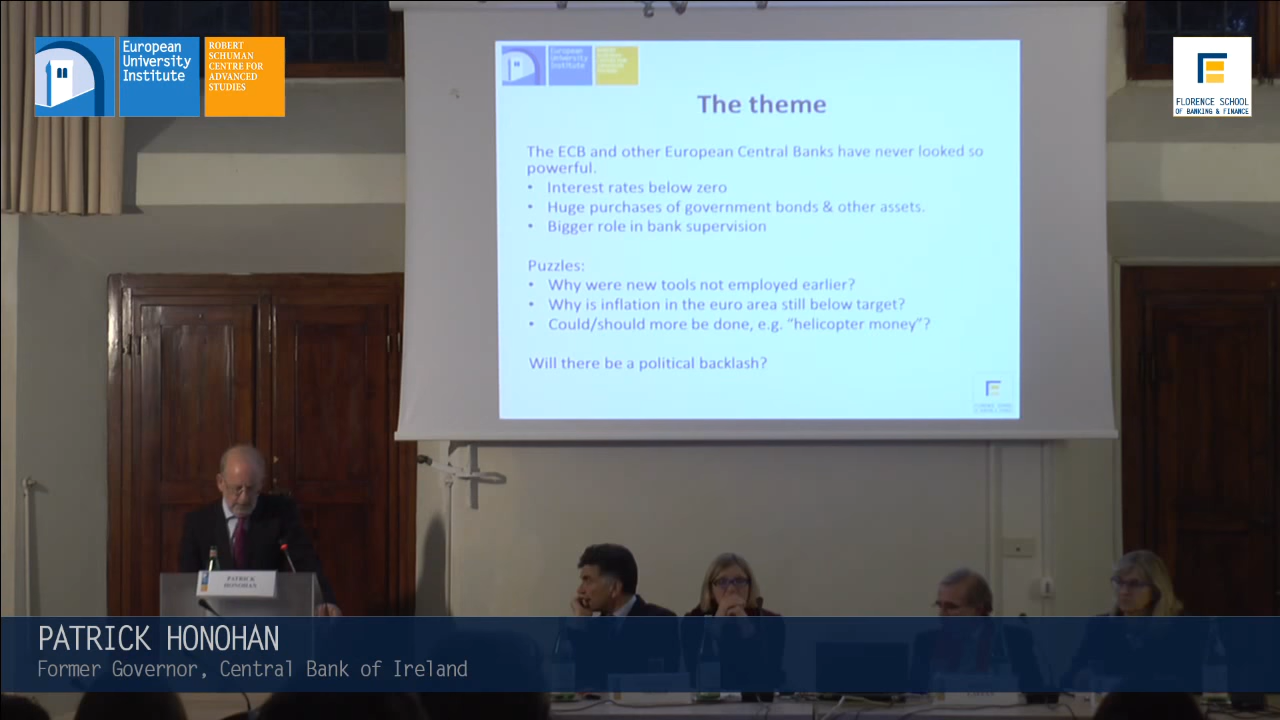 European
University
Institute
ROBERT
SCHUMAN
CENTRE FOR
ADVANCED
STUDIES
FLORENCE SCHOOL
OF BANKING & FINANCE
European
University
Institute
The theme
The ECB and other European Central Banks have never looked so
powerful.
• Interest rates below zero
• Huge purchases of government bonds & other assets.
• Bigger role in bank supervision
Puzzles:
• Why were new tools not employed earlier?
• Why is inflation in the euro area still below target?
• Could/should more be done, e.g. “helicopter money”?
Will there be a political backlash?
PATRICK
HONOHAN
PATRICK HONOHAN
Former Governor, Central Bank of Ireland